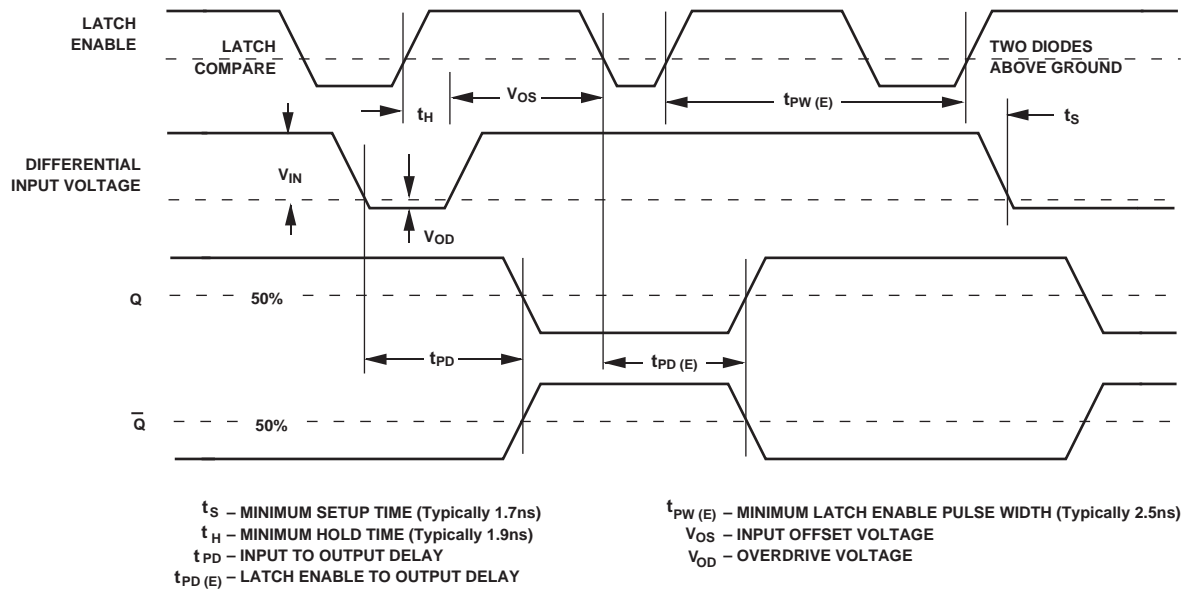 LATCH
ENABLE
LATCH
COMPARE
TWO DIODES
ABOVE GROUND
tH
VOS
tPW (E)
tS
DIFFERENTIAL
INPUT VOLTAGE
VIN
VOD
Q
50%
tPD
tPD (E)
Q̅
50%
tS – MINIMUM SETUP TIME (Typically 1.7ns)
tH – MINIMUM HOLD TIME (Typically 1.9ns)
tPD – INPUT TO OUTPUT DELAY
tPD (E) – LATCH ENABLE TO OUTPUT DELAY
tPW (E) – MINIMUM LATCH ENABLE PULSE WIDTH (Typically 2.5ns)
VOS – INPUT OFFSET VOLTAGE
VOD – OVERDRIVE VOLTAGE